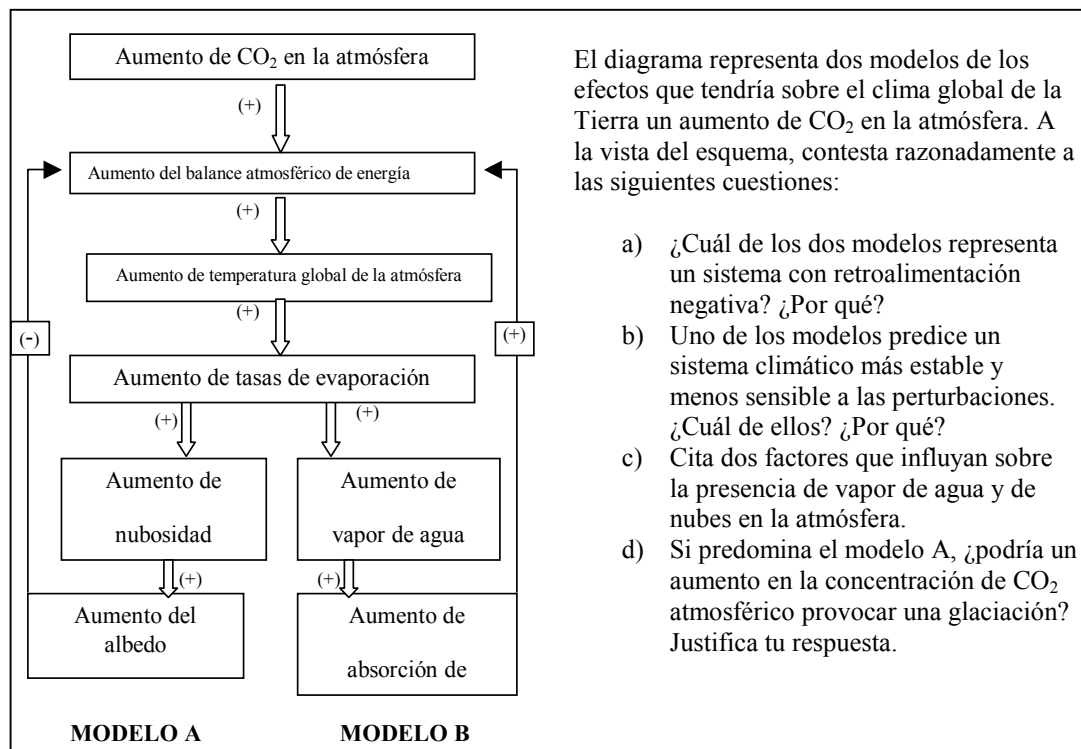 Aumento de CO₂ en la atmósfera
(+)
Aumento del balance atmosférico de energía
(+)
Aumento de temperatura global de la atmósfera
(+)
(-)
(+)
Aumento de tasas de evaporación
(+)
(+)
Aumento de
nubosidad
Aumento de
vapor de agua
(+)
(+)
Aumento del
albedo
Aumento de
absorción de
MODELO A
MODELO B
El diagrama representa dos modelos de los
efectos que tendría sobre el clima global de la
Tierra un aumento de CO₂ en la atmósfera. A
la vista del esquema, contesta razonadamente a
las siguientes cuestiones:
a) ¿Cuál de los dos modelos representa
un sistema con retroalimentación
negativa? ¿Por qué?
b) Uno de los modelos predice un
sistema climático más estable y
menos sensible a las perturbaciones.
¿Cuál de ellos? ¿Por qué?
c) Cita dos factores que influyan sobre
la presencia de vapor de agua y de
nubes en la atmósfera.
d) Si predomina el modelo A, ¿podría un
aumento en la concentración de CO₂
atmosférico provocar una glaciación?
Justifica tu respuesta.